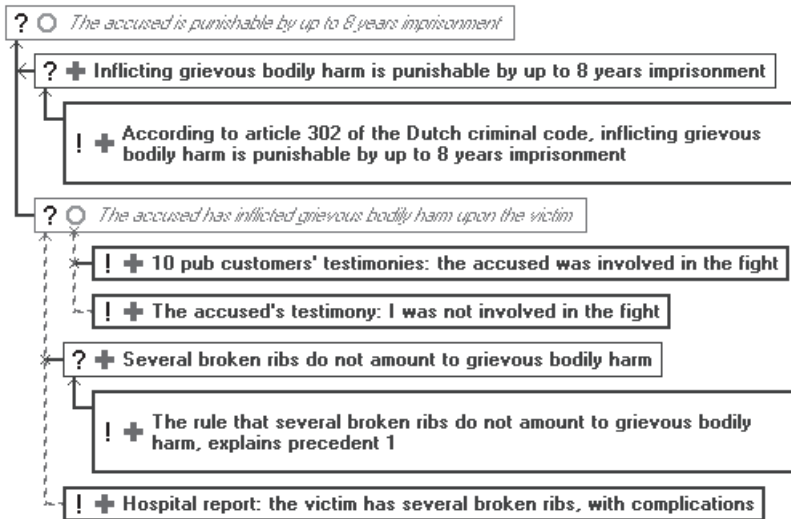 ? The accused is punishable by up to 8 years imprisonment
? Inflicting grievous bodily harm is punishable by up to 8 years imprisonment
! According to article 302 of the Dutch criminal code, inflicting grievous
bodily harm is punishable by up to 8 years imprisonment
? The accused has inflicted grievous bodily harm upon the victim
! 10 pub customers' testimonies: the accused was involved in the fight
! The accused's testimony: I was not involved in the fight
? Several broken ribs do not amount to grievous bodily harm
! The rule that several broken ribs do not amount to grievous bodily
harm, explains precedent 1
! Hospital report: the victim has several broken ribs, with complications